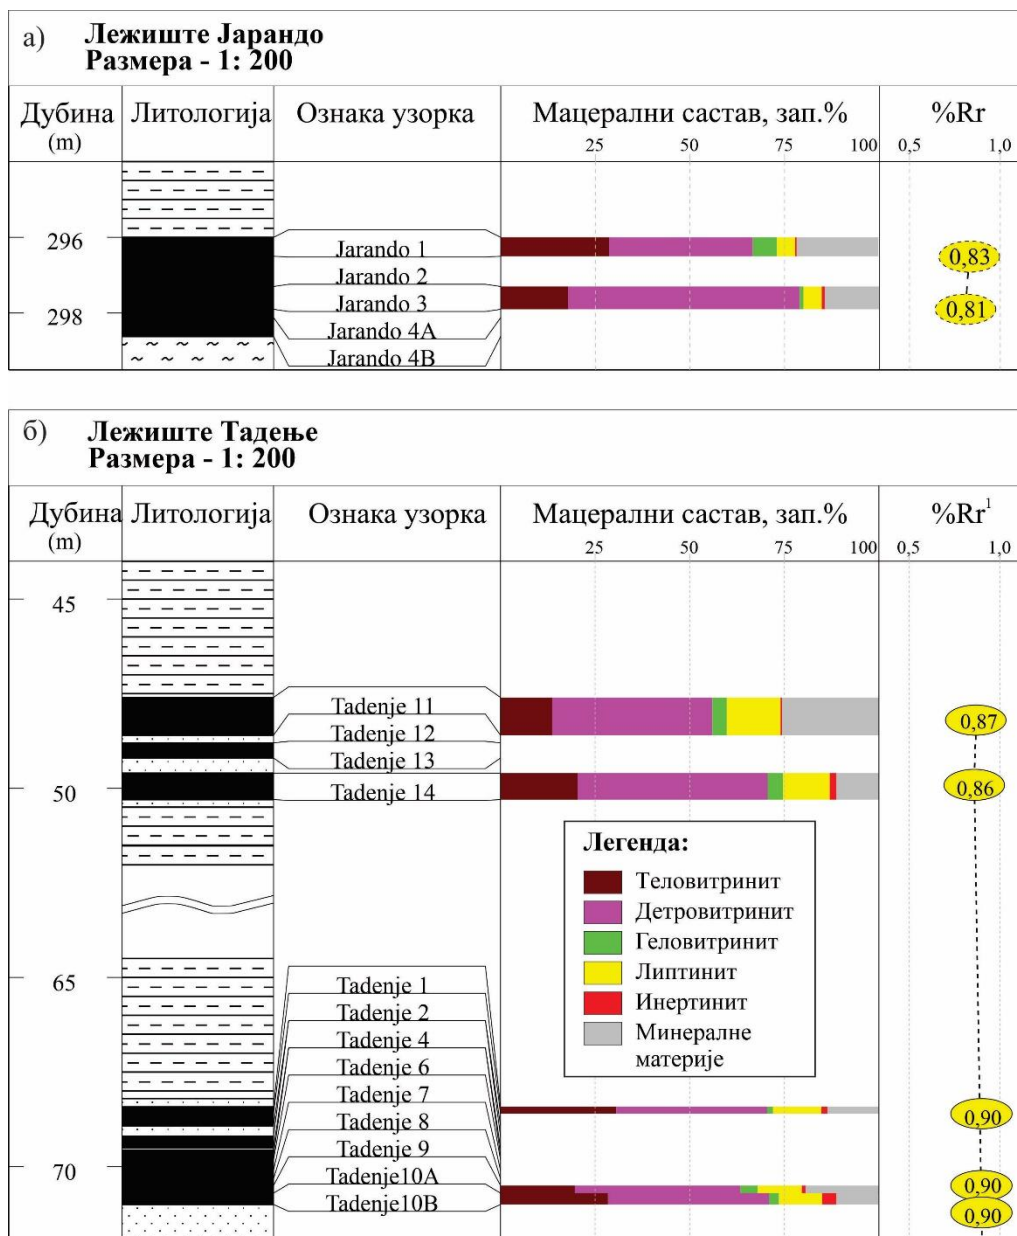 а) Лежиште Јарандо
Размера - 1: 200
Дубина Литологија Ознака узорка Мацерални састав, зап.% %Rr
(m) 25 50 75 100 0,5 1,0
296
Jarando 1
0,83
Jarando 2
Jarando 3
0,81
298
Jarando 4A
Jarando 4B
б) Лежиште Тадење
Размера - 1: 200
Дубина Литологија Ознака узорка Мацерални састав, зап.% %Rr¹
(m) 25 50 75 100 0,5 1,0
45
Tadenje 11
0,87
Tadenje 12
Tadenje 13
50
Tadenje 14
0,86
Легенда:
Теловитринит
Детровитринит
Геловитринит
Липтинит
Инертинит
Минералне
материје
65
Tadenje 1
Tadenje 2
Tadenje 4
Tadenje 6
Tadenje 7
Tadenje 8
0,90
Tadenje 9
70
Tadenje10A
0,90
Tadenje10B
0,90